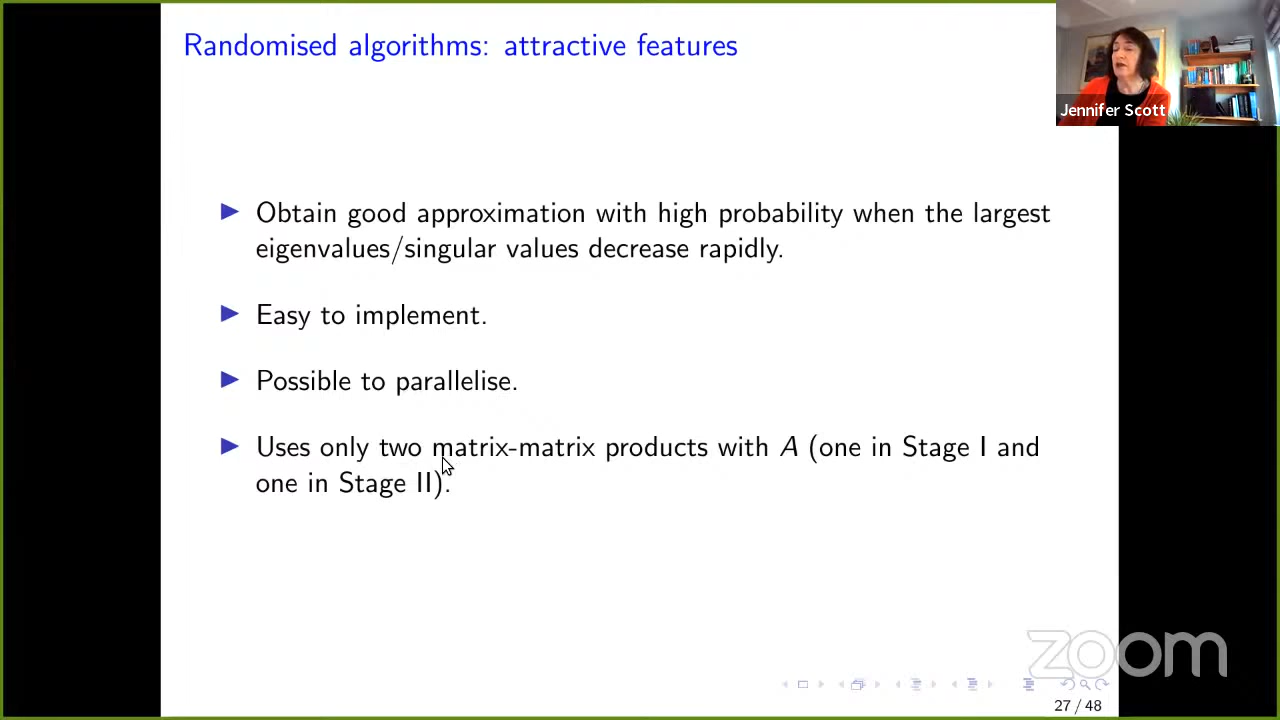 Randomised algorithms: attractive features
Jennifer Scott
Obtain good approximation with high probability when the largest
eigenvalues/singular values decrease rapidly.
Easy to implement.
Possible to parallelise.
Uses only two matrix-matrix products with A (one in Stage I and
one in Stage II).
zoom
27 / 48